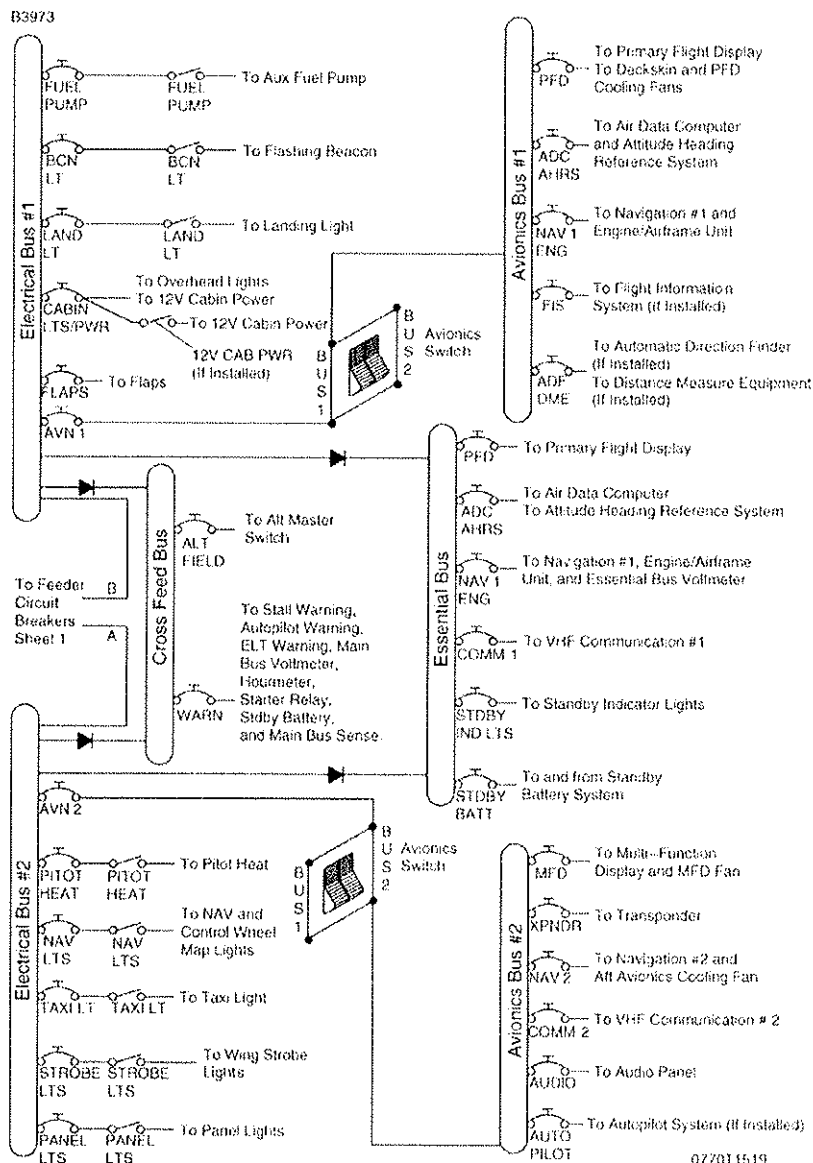 B3973
Electrical Bus #1
FUEL
PUMP
FUEL
PUMP
To Aux Fuel Pump
BCN
LT
BCN
LT
To Flashing Beacon
LAND
LT
LAND
LT
To Landing Light
CABIN
LTS/PWR
To Overhead Lights
To 12V Cabin Power
To 12V Cabin Power
12V CAB PWR
(If Installed)
FLAPS
To Flaps
AVN 1
BUS 1
BUS 2
Avionics
Switch
Avionics Bus #1
PFD
To Primary Flight Display
To Deckskin and PFD
Cooling Fans
ADC
AHRS
To Air Data Computer
and Attitude Heading
Reference System
NAV 1
ENG
To Navigation #1 and
Engine/Airframe Unit
FIS
To Flight Information
System (If Installed)
ADF
DME
To Automatic Direction Finder
(If Installed)
To Distance Measure Equipment
(If Installed)
Cross Feed Bus
ALT
FIELD
To Alt Master
Switch
WARN
To Stall Warning,
Autopilot Warning,
ELT Warning, Main
Bus Voltmeter,
Hourmeter,
Starter Relay,
Stdby Battery,
and Main Bus Sense
To Feeder
Circuit
Breakers
Sheet 1
B
A
Essential Bus
PFD
To Primary Flight Display
ADC
AHRS
To Air Data Computer
To Attitude Heading Reference System
NAV 1
ENG
To Navigation #1, Engine/Airframe
Unit, and Essential Bus Voltmeter
COMM 1
To VHF Communication #1
STDBY
IND LTS
To Standby Indicator Lights
STDBY
BATT
To and from Standby
Battery System
Electrical Bus #2
AVN 2
PITOT
HEAT
PITOT
HEAT
To Pitot Heat
NAV
LTS
NAV
LTS
To NAV and
Control Wheel
Map Lights
TAXI LT
TAXI LT
To Taxi Light
STROBE
LTS
STROBE
LTS
To Wing Strobe
Lights
PANEL
LTS
PANEL
LTS
To Panel Lights
BUS 1
BUS 2
Avionics
Switch
Avionics Bus #2
MFD
To Multi-Function
Display and MFD Fan
XPNDR
To Transponder
NAV 2
To Navigation #2 and
Aft Avionics Cooling Fan
COMM 2
To VHF Communication # 2
AUDIO
To Audio Panel
AUTO
PILOT
To Autopilot System (If Installed)
0770T1519